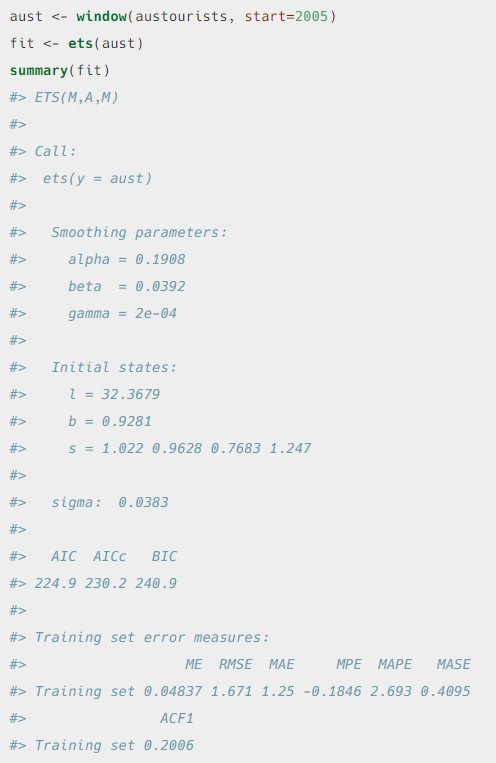 aust <- window(austourists, start=2005)
fit <- ets(aust)
summary(fit)
#> ETS(M,A,M)
#>
#> Call:
#>  ets(y = aust)
#>
#>   Smoothing parameters:
#>     alpha = 0.1908
#>     beta  = 0.0392
#>     gamma = 2e-04
#>
#>   Initial states:
#>     l = 32.3679
#>     b = 0.9281
#>     s = 1.022 0.9628 0.7683 1.247
#>
#>   sigma:  0.0383
#>
#>   AIC  AICc   BIC
#> 224.9 230.2 240.9
#>
#> Training set error measures:
#>                   ME  RMSE  MAE     MPE  MAPE   MASE
#> Training set 0.04837 1.671 1.25 -0.1846 2.693 0.4095
#>                ACF1
#> Training set 0.2006